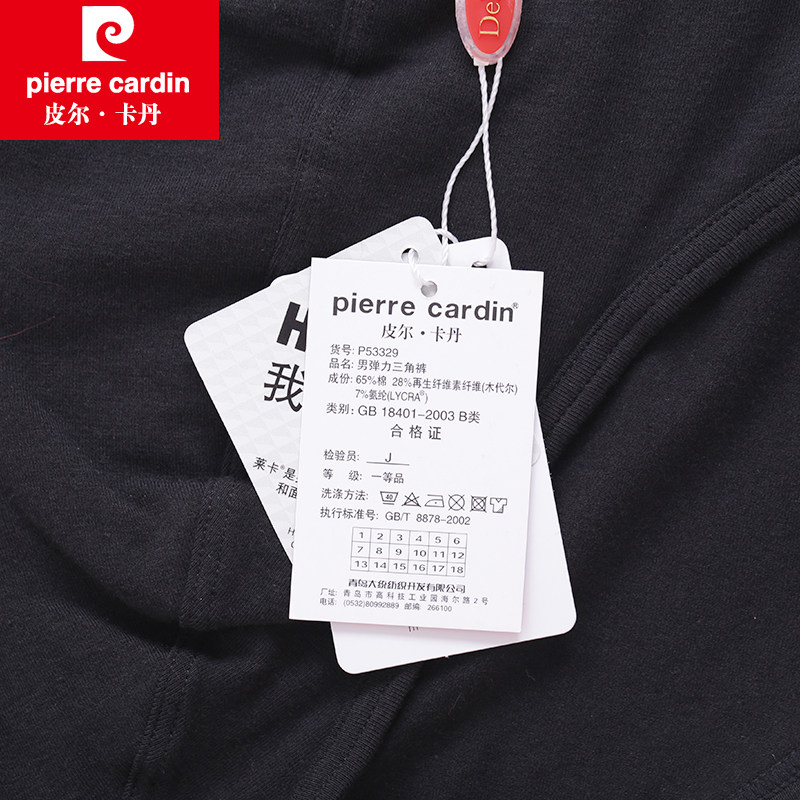 pierre cardin
皮尔·卡丹
De
pierre cardin®
皮尔·卡丹
货号: P53329
品名: 男弹力三角裤
成份: 65%棉 28%再生纤维素纤维(木代尔)
7%氨纶(LYCRA®)
类别: GB 18401-2003 B类
合格证
检验员: J
等 级: 一等品
洗涤方法: 40
执行标准号: GB/T 8878-2002
1 2 3 4 5 6
7 8 9 10 11 12
13 14 15 16 17 18
青岛大统纺织开发有限公司
厂址: 青岛市高科技工业园海尔路2号
电话: (0532)80992889 邮编 266100
H
我
莱卡®是
和面